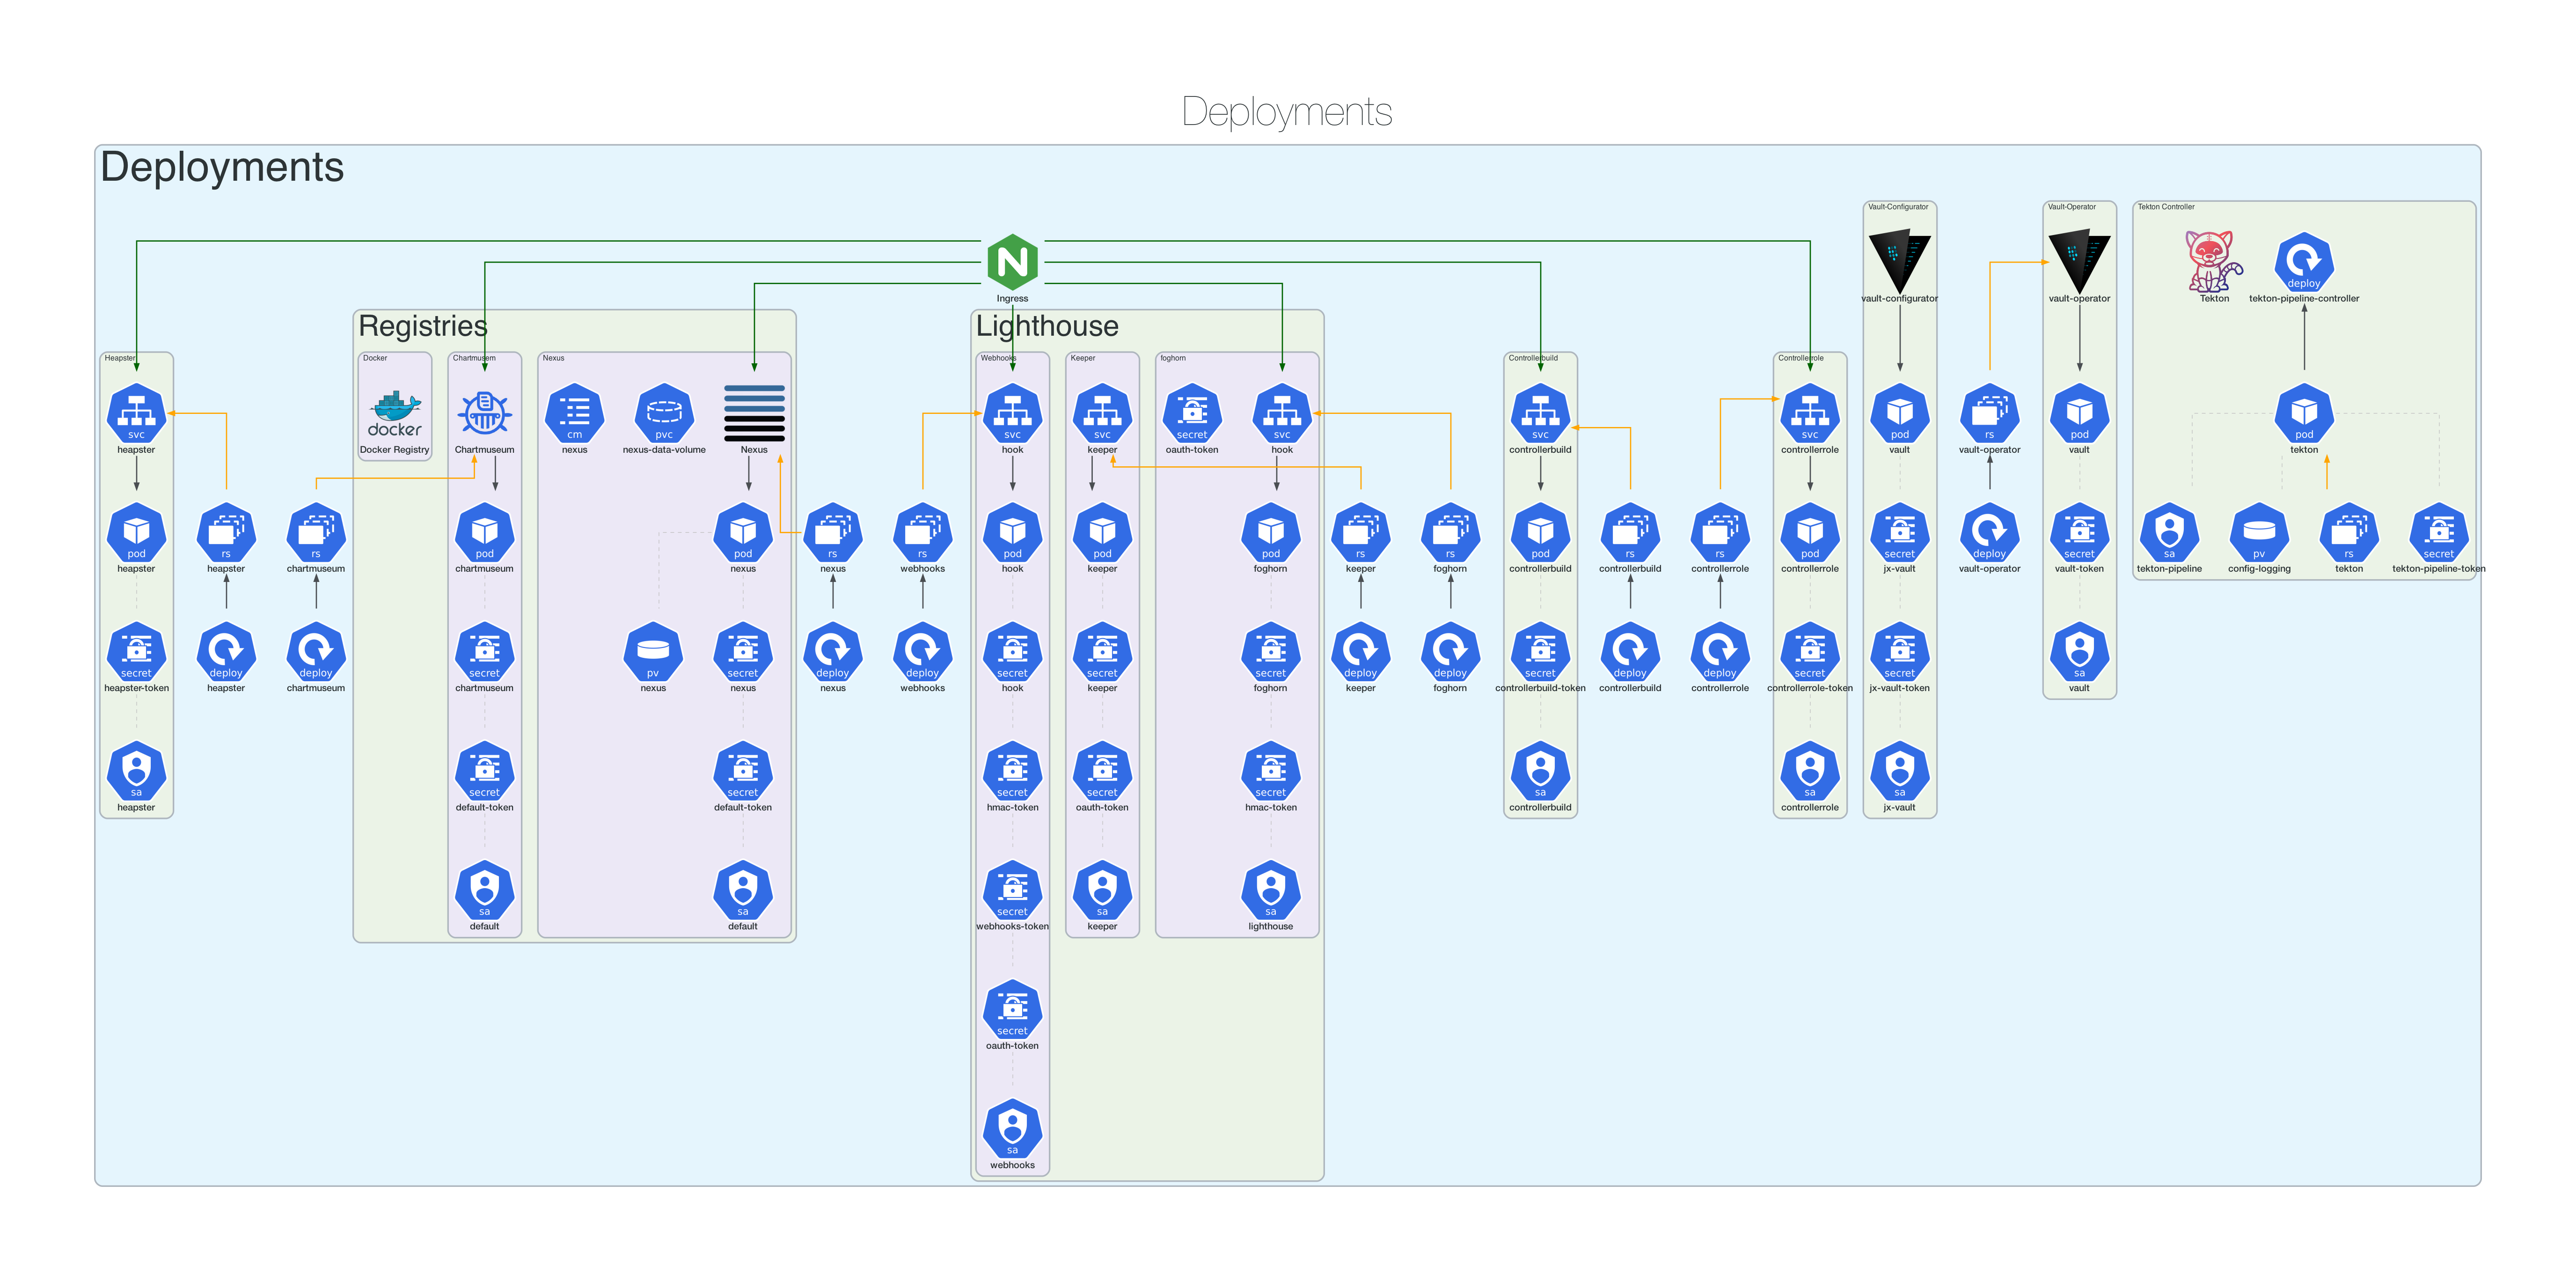 Deployments
Deployments
Vault-Configurator
Vault-Operator
Tekton Controller
deploy
Ingress
vault-configurator
vault-operator
Tekton
tekton-pipeline-controller
Registries
Lighthouse
Heapster
Docker
Chartmusem
Nexus
Webhooks
Keeper
foghorn
Controllerbuild
Controllerrole
svc
docker
cm
pvc
svc
svc
secret
svc
svc
svc
pod
rs
pod
pod
heapster
Docker Registry
Chartmuseum
nexus
nexus-data-volume
Nexus
hook
keeper
oauth-token
hook
controllerbuild
controllerrole
vault
vault-operator
vault
tekton
pod
rs
rs
pod
pod
rs
rs
pod
pod
pod
rs
rs
pod
rs
rs
pod
secret
deploy
secret
sa
pv
rs
secret
heapster
heapster
chartmuseum
chartmuseum
nexus
nexus
webhooks
hook
keeper
foghorn
keeper
foghorn
controllerbuild
controllerbuild
controllerrole
controllerrole
jx-vault
vault-operator
vault-token
tekton-pipeline
config-logging
tekton
tekton-pipeline-token
secret
deploy
deploy
secret
pv
secret
deploy
deploy
secret
secret
secret
deploy
deploy
secret
deploy
deploy
secret
secret
sa
heapster-token
heapster
chartmuseum
chartmuseum
nexus
nexus
nexus
webhooks
hook
keeper
foghorn
keeper
foghorn
controllerbuild-token
controllerbuild
controllerrole
controllerrole-token
jx-vault-token
vault
sa
secret
secret
secret
secret
secret
sa
sa
sa
heapster
default-token
default-token
hmac-token
oauth-token
hmac-token
controllerbuild
controllerrole
jx-vault
sa
sa
secret
sa
sa
default
default
webhooks-token
keeper
lighthouse
secret
oauth-token
sa
webhooks